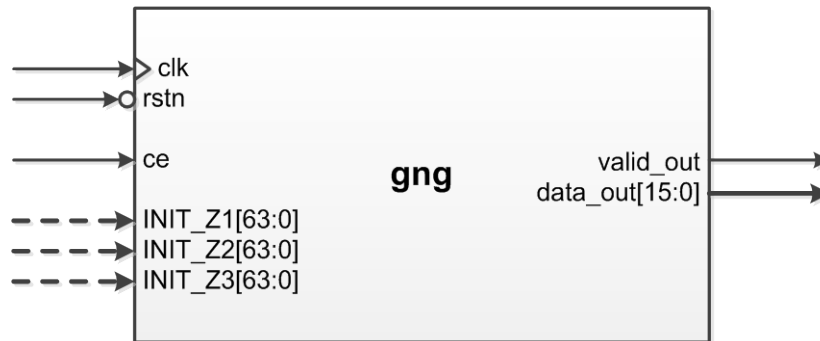 clk
rstn
ce
gng
valid_out
data_out[15:0]
INIT_Z1[63:0]
INIT_Z2[63:0]
INIT_Z3[63:0]